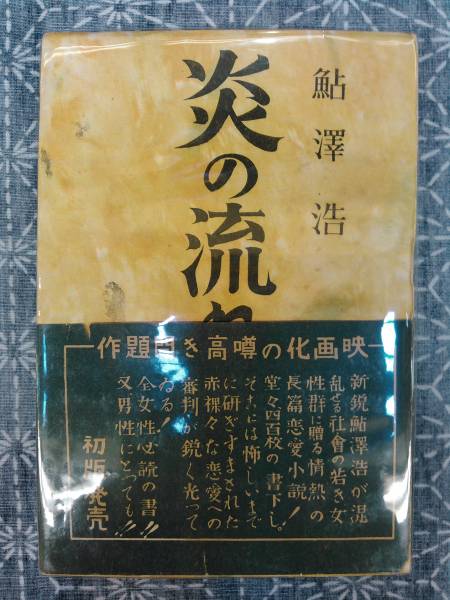 鮎澤浩
炎の流れ
映画化の噂高き問題作
新鋭鮎澤浩が混
乱せる社會の若き女
性群に贈る情熱の
長篇恋愛小説！
堂々四百枚の書下し。
そこには怖しいまで
に研ぎすまされた
赤裸々な恋愛への
審判が鋭く光って
ゐる！
全女性必読の書!!
又男性にとっても!!
初版発売